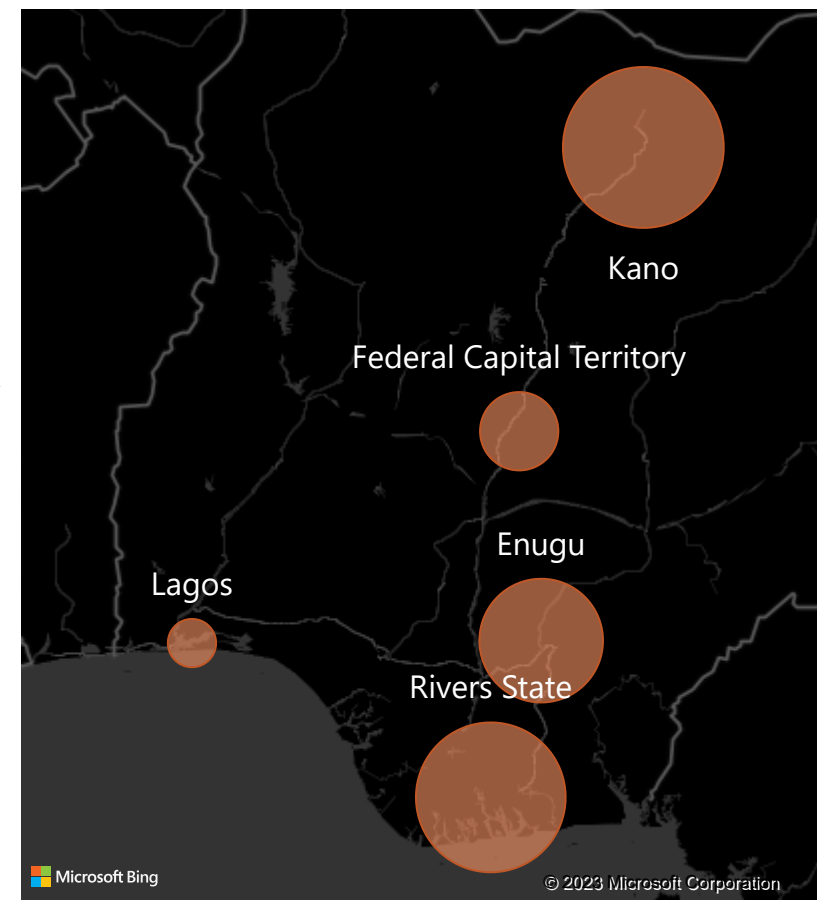 Kano
Federal Capital Territory
Enugu
Lagos
Rivers State
Microsoft Bing
© 2023 Microsoft Corporation